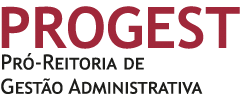 PROGEST
PRÓ-REITORIA DE
GESTÃO ADMINISTRATIVA